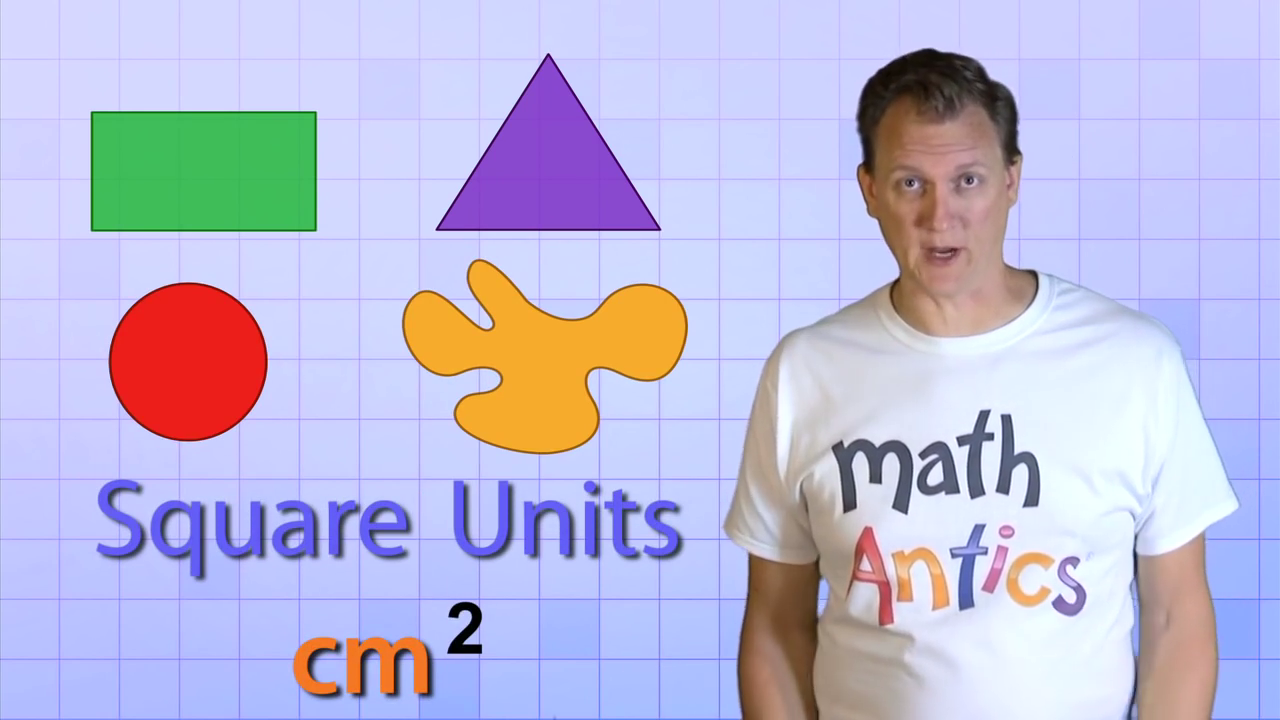 Square Units
cm²
math
Antics